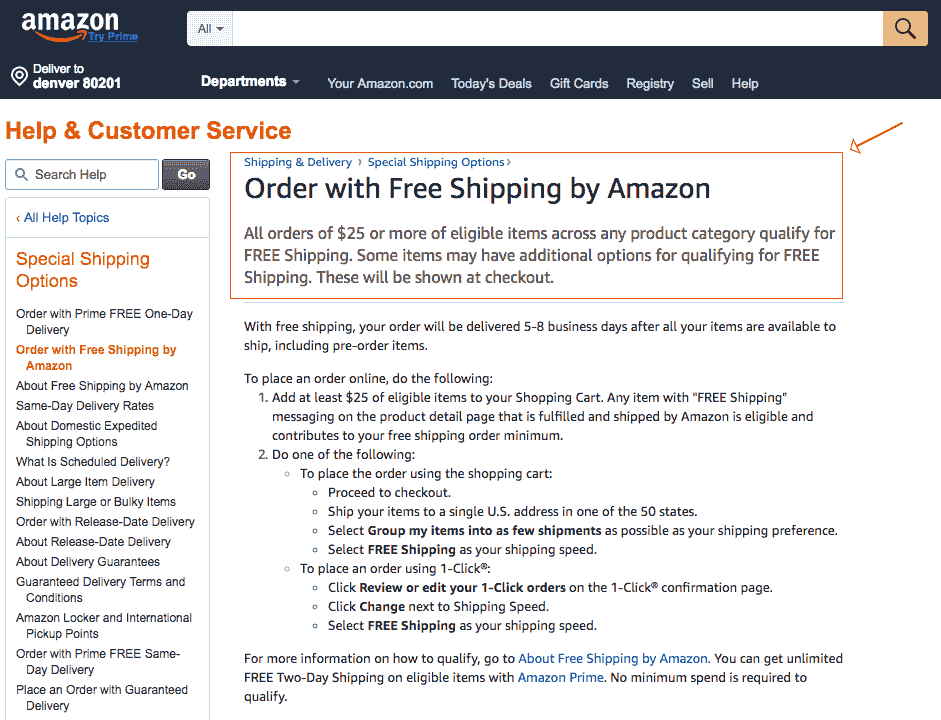 amazon
Try Prime
All
Deliver to
denver 80201
Departments
Your Amazon.com
Today's Deals
Gift Cards
Registry
Sell
Help
Help & Customer Service
Search Help
Go
‹ All Help Topics
Special Shipping
Options
Order with Prime FREE One-Day
Delivery
Order with Free Shipping by
Amazon
About Free Shipping by Amazon
Same-Day Delivery Rates
About Domestic Expedited
Shipping Options
What Is Scheduled Delivery?
About Large Item Delivery
Shipping Large or Bulky Items
Order with Release-Date Delivery
About Release-Date Delivery
About Delivery Guarantees
Guaranteed Delivery Terms and
Conditions
Amazon Locker and International
Pickup Points
Order with Prime FREE Same-
Day Delivery
Place an Order with Guaranteed
Delivery
Shipping & Delivery › Special Shipping Options ›
Order with Free Shipping by Amazon
All orders of $25 or more of eligible items across any product category qualify for
FREE Shipping. Some items may have additional options for qualifying for FREE
Shipping. These will be shown at checkout.
With free shipping, your order will be delivered 5-8 business days after all your items are available to
ship, including pre-order items.
To place an order online, do the following:
1. Add at least $25 of eligible items to your Shopping Cart. Any item with "FREE Shipping"
messaging on the product detail page that is fulfilled and shipped by Amazon is eligible and
contributes to your free shipping order minimum.
2. Do one of the following:
◦ To place the order using the shopping cart:
◦ Proceed to checkout.
◦ Ship your items to a single U.S. address in one of the 50 states.
◦ Select Group my items into as few shipments as possible as your shipping preference.
◦ Select FREE Shipping as your shipping speed.
◦ To place an order using 1-Click®:
◦ Click Review or edit your 1-Click orders on the 1-Click® confirmation page.
◦ Click Change next to Shipping Speed.
◦ Select FREE Shipping as your shipping speed.
For more information on how to qualify, go to About Free Shipping by Amazon. You can get unlimited
FREE Two-Day Shipping on eligible items with Amazon Prime. No minimum spend is required to
qualify.